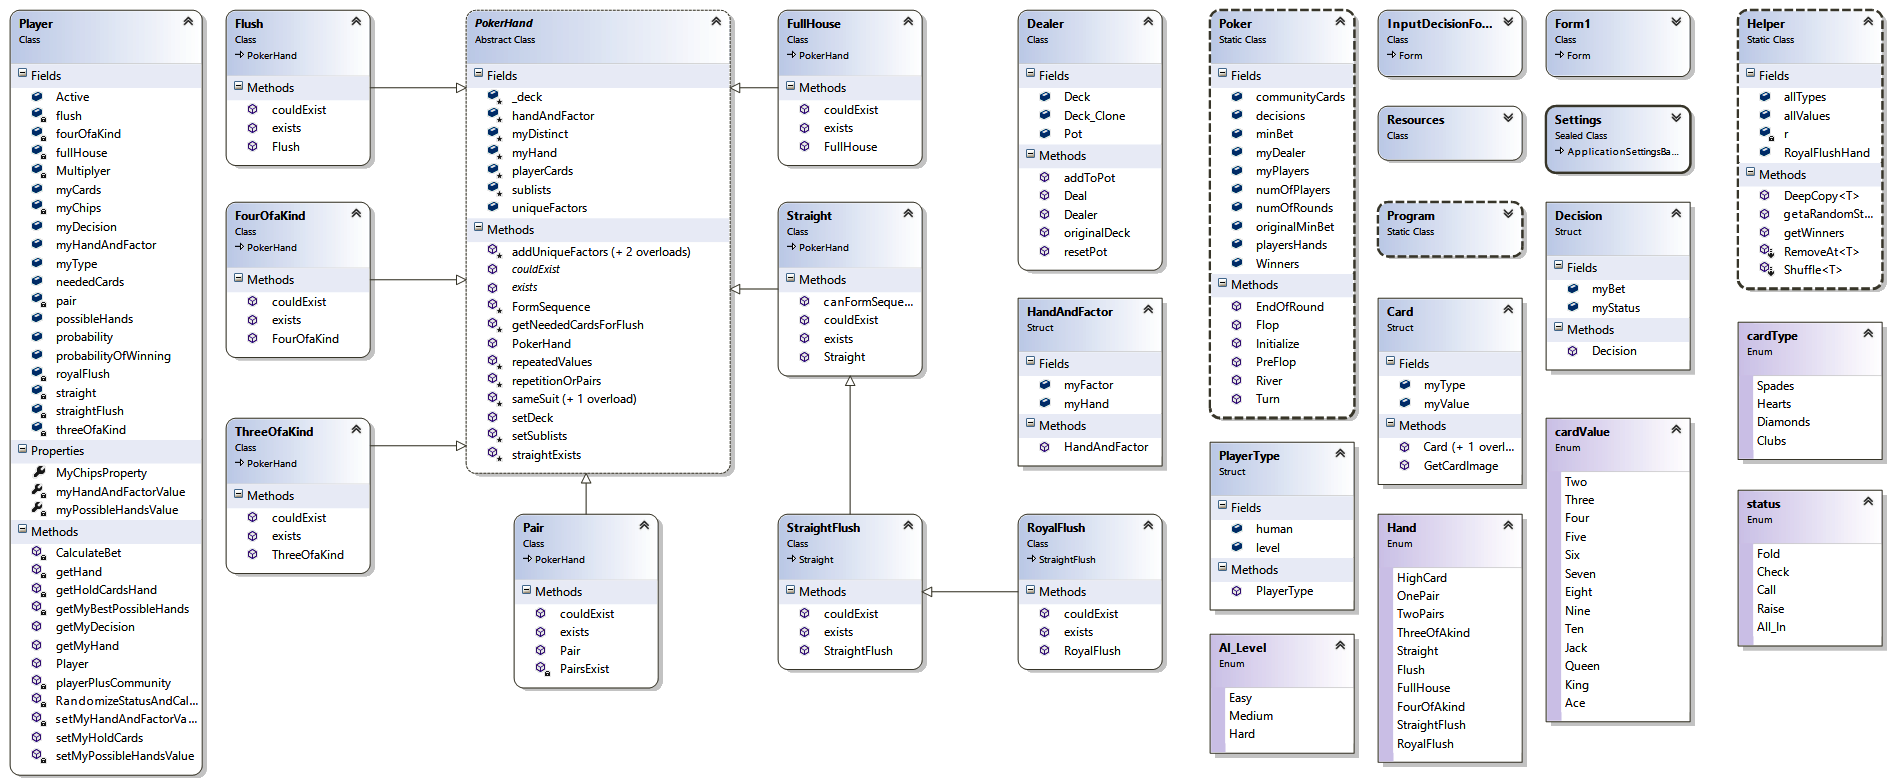 Player
Class
Fields
Active
flush
fourOfaKind
fullHouse
Multiplyer
myCards
myChips
myDecision
myHandAndFactor
myType
neededCards
pair
possibleHands
probability
probabilityOfWinning
royalFlush
straight
straightFlush
threeOfaKind
Properties
MyChipsProperty
myHandAndFactorValue
myPossibleHandsValue
Methods
CalculateBet
getHand
getHoldCardsHand
getMyBestPossibleHands
getMyDecision
getMyHand
Player
playerPlusCommunity
RandomizeStatusAndCal...
setMyHandAndFactorVa...
setMyHoldCards
setMyPossibleHandsValue
Flush
Class
PokerHand
Methods
couldExist
exists
Flush
FourOfaKind
Class
PokerHand
Methods
couldExist
exists
FourOfaKind
ThreeOfaKind
Class
PokerHand
Methods
couldExist
exists
ThreeOfaKind
PokerHand
Abstract Class
Fields
_deck
handAndFactor
myDistinct
myHand
playerCards
sublists
uniqueFactors
Methods
addUniqueFactors (+ 2 overloads)
couldExist
exists
FormSequence
getNeededCardsForFlush
PokerHand
repeatedValues
repetitionOrPairs
sameSuit (+ 1 overload)
setDeck
setSublists
straightExists
Pair
Class
PokerHand
Methods
couldExist
exists
Pair
PairsExist
FullHouse
Class
PokerHand
Methods
couldExist
exists
FullHouse
Straight
Class
PokerHand
Methods
canFormSeque...
couldExist
exists
Straight
StraightFlush
Class
Straight
Methods
couldExist
exists
StraightFlush
Dealer
Class
Fields
Deck
Deck_Clone
Pot
Methods
addToPot
Deal
Dealer
originalDeck
resetPot
HandAndFactor
Struct
Fields
myFactor
myHand
Methods
HandAndFactor
RoyalFlush
Class
StraightFlush
Methods
couldExist
exists
RoyalFlush
Poker
Static Class
Fields
communityCards
decisions
minBet
myDealer
myPlayers
numOfPlayers
numOfRounds
originalMinBet
playersHands
Winners
Methods
EndOfRound
Flop
Initialize
PreFlop
River
Turn
PlayerType
Struct
Fields
human
level
Methods
PlayerType
AI_Level
Enum
Easy
Medium
Hard
InputDecisionFo...
Class
Form
Resources
Class
Program
Static Class
Card
Struct
Fields
myType
myValue
Methods
Card (+ 1 overl...
GetCardImage
Hand
Enum
HighCard
OnePair
TwoPairs
ThreeOfAkind
Straight
Flush
FullHouse
FourOfAkind
StraightFlush
RoyalFlush
Form1
Class
Form
Settings
Sealed Class
ApplicationSettingsBa...
Decision
Struct
Fields
myBet
myStatus
Methods
Decision
cardValue
Enum
Two
Three
Four
Five
Six
Seven
Eight
Nine
Ten
Jack
Queen
King
Ace
Helper
Static Class
Fields
allTypes
allValues
r
RoyalFlushHand
Methods
DeepCopy<T>
getaRandomSt...
getWinners
RemoveAt<T>
Shuffle<T>
cardType
Enum
Spades
Hearts
Diamonds
Clubs
status
Enum
Fold
Check
Call
Raise
All_In